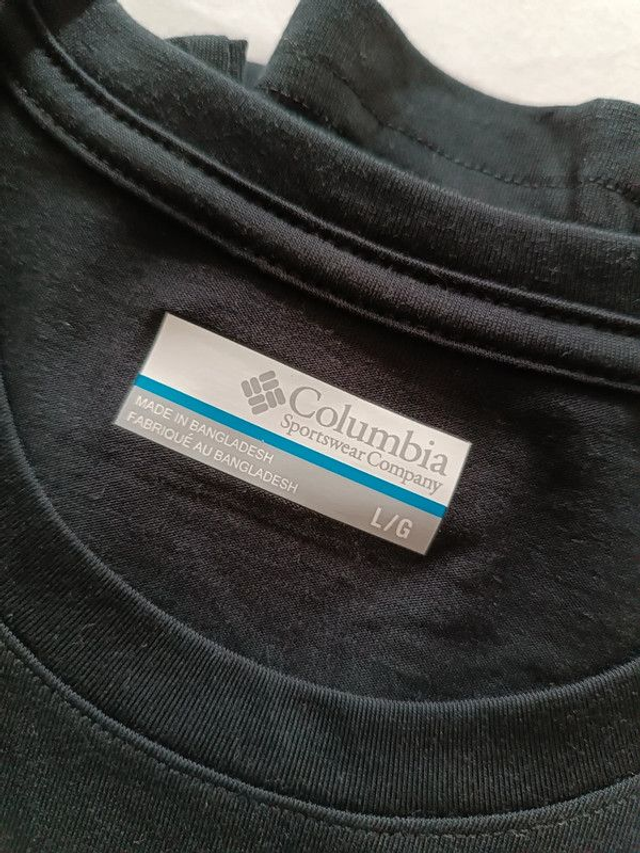 Columbia
Sportswear Company
MADE IN BANGLADESH
FABRIQUÉ AU BANGLADESH
L/G